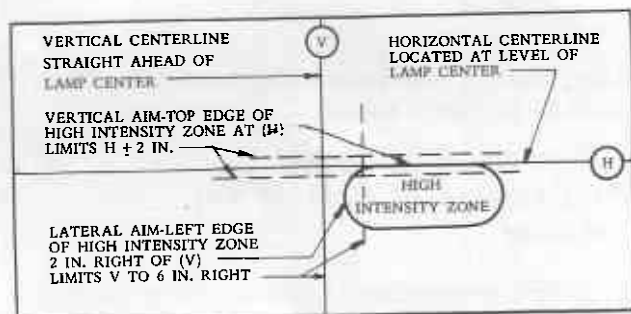 VERTICAL CENTERLINE
STRAIGHT AHEAD OF
LAMP CENTER
V
HORIZONTAL CENTERLINE
LOCATED AT LEVEL OF
LAMP CENTER
VERTICAL AIM-TOP EDGE OF
HIGH INTENSITY ZONE AT (H)
LIMITS H ± 2 IN.
H
HIGH
INTENSITY ZONE
LATERAL AIM-LEFT EDGE
OF HIGH INTENSITY ZONE
2 IN. RIGHT OF (V)
LIMITS V TO 6 IN. RIGHT